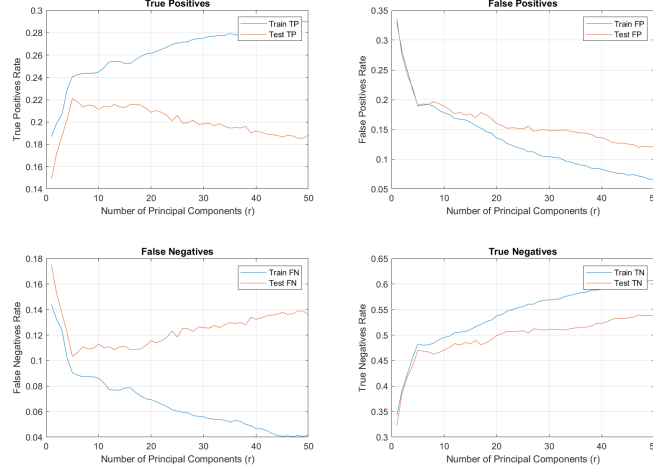 True Positives
0.3
0.28
0.26
0.24
0.22
0.2
0.18
0.16
0.14
True Positives Rate
Train TP
Test TP
0 10 20 30 40 50
Number of Principal Components (r)
False Positives
0.35
0.3
0.25
0.2
0.15
0.1
0.05
False Positives Rate
Train FP
Test FP
0 10 20 30 40
Number of Principal Components (r)
False Negatives
0.18
0.16
0.14
0.12
0.1
0.08
0.06
0.04
False Negatives Rate
Train FN
Test FN
0 10 20 30 40 50
Number of Principal Components (r)
True Negatives
0.65
0.6
0.55
0.5
0.45
0.4
0.35
0.3
True Negatives Rate
Train TN
Test TN
0 10 20 30 40
Number of Principal Components (r)